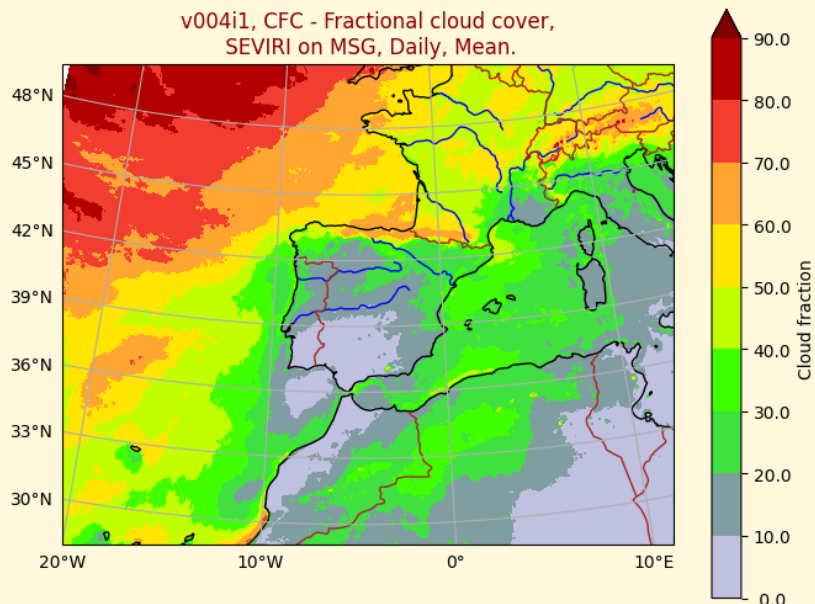 v004i1, CFC - Fractional cloud cover,
SEVIRI on MSG, Daily, Mean.
90.0
80.0
70.0
60.0
50.0
40.0
30.0
20.0
10.0
0.0
Cloud fraction
48°N
45°N
42°N
39°N
36°N
33°N
30°N
20°W
10°W
0°
10°E